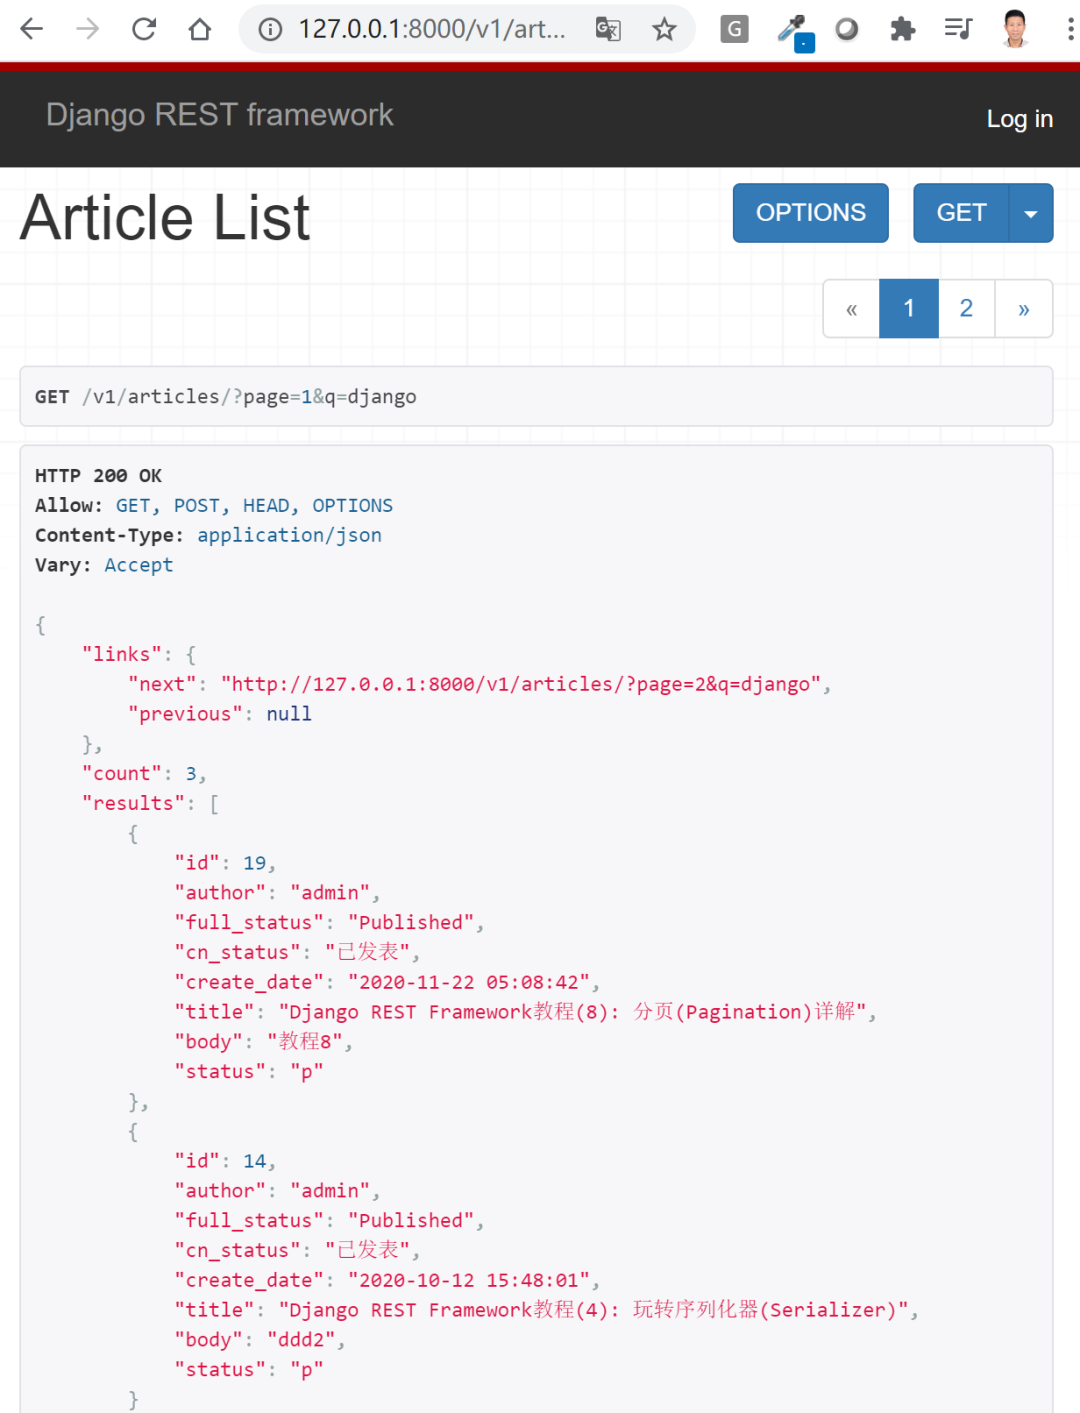 127.0.0.1:8000/v1/art...
G
Django REST framework
Log in
Article List
OPTIONS
GET
«
1
2
»
GET /v1/articles/?page=1&q=django
HTTP 200 OK
Allow: GET, POST, HEAD, OPTIONS
Content-Type: application/json
Vary: Accept
{
"links": {
"next": "http://127.0.0.1:8000/v1/articles/?page=2&q=django",
"previous": null
},
"count": 3,
"results": [
{
"id": 19,
"author": "admin",
"full_status": "Published",
"cn_status": "已发表",
"create_date": "2020-11-22 05:08:42",
"title": "Django REST Framework教程(8): 分页(Pagination)详解",
"body": "教程8",
"status": "p"
},
{
"id": 14,
"author": "admin",
"full_status": "Published",
"cn_status": "已发表",
"create_date": "2020-10-12 15:48:01",
"title": "Django REST Framework教程(4): 玩转序列化器(Serializer)",
"body": "ddd2",
"status": "p"
}